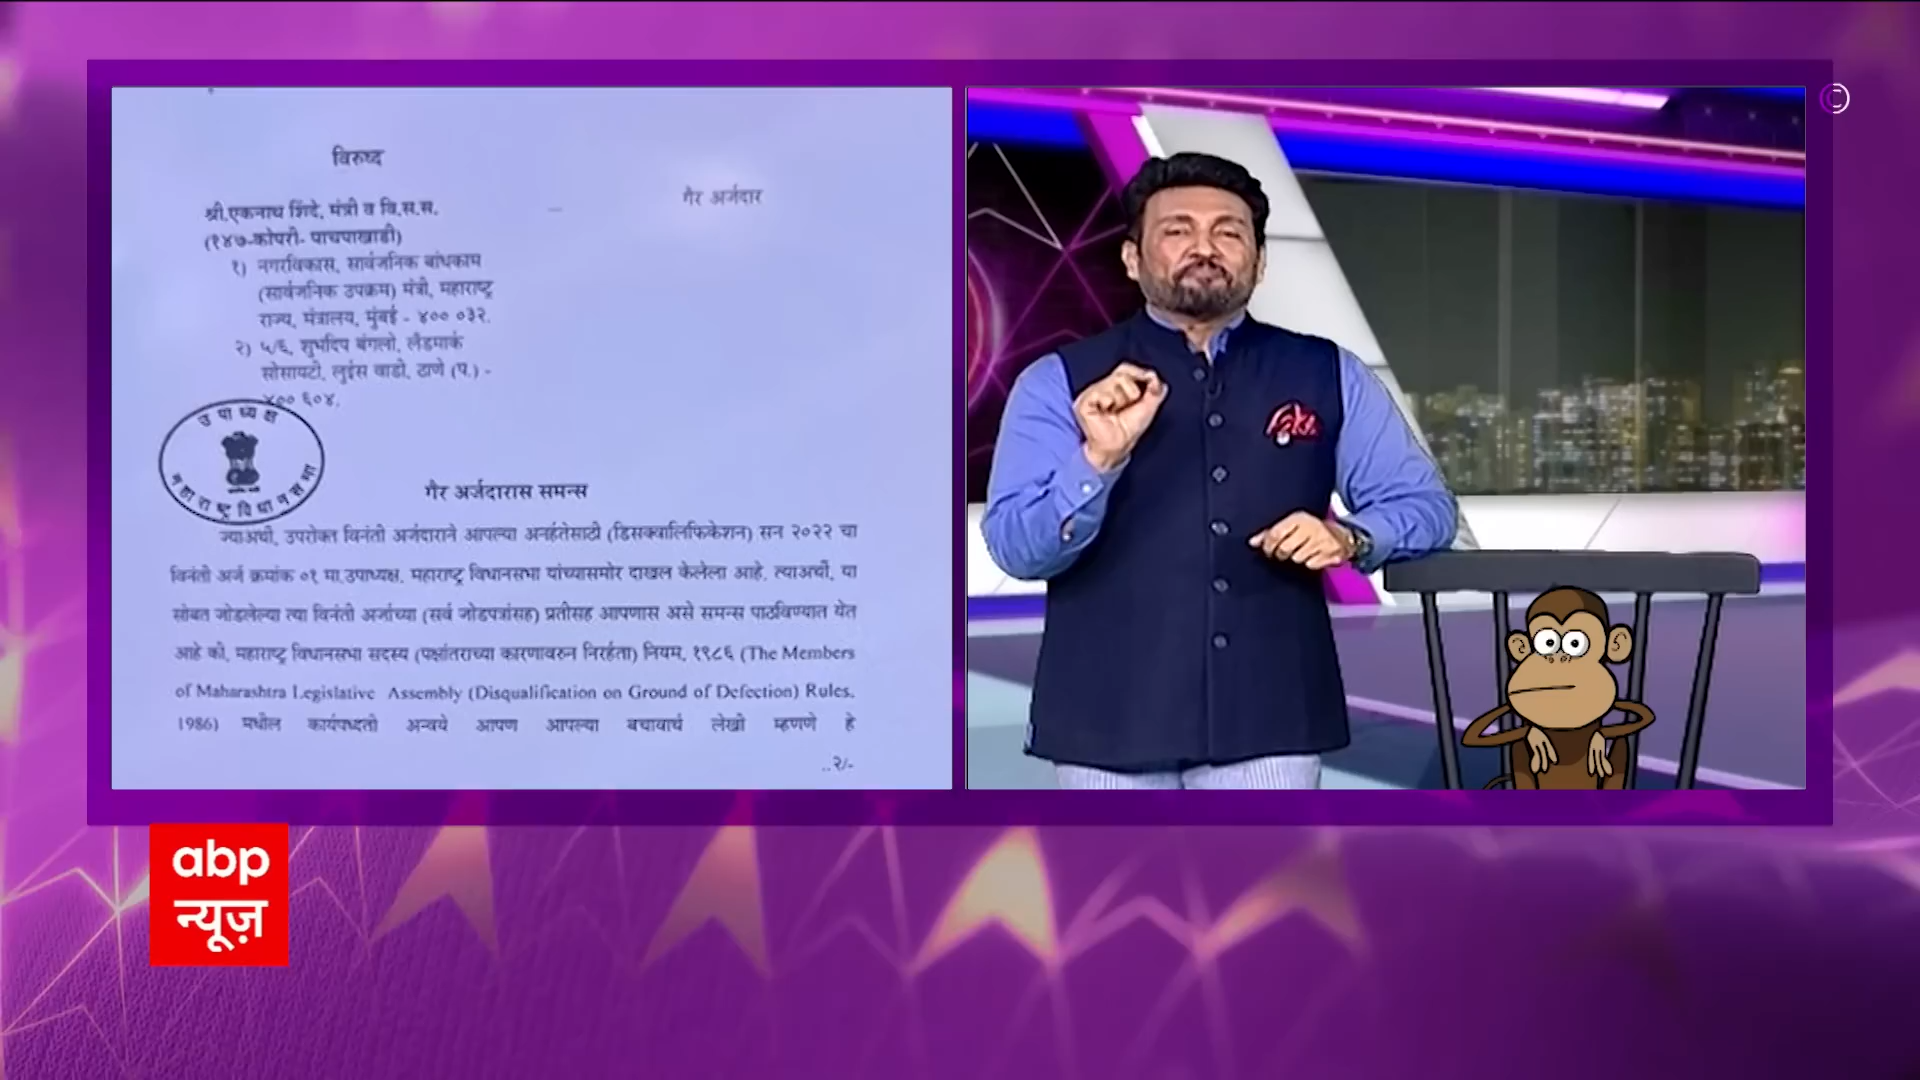 विरुध्द
गैर अर्जदार
श्री.एकनाथ शिंदे, मंत्री व वि.स.स.
(१४७-कोपरी- पाचपाखाडी)
१) नगरविकास, सार्वजनिक बांधकाम
(सार्वजनिक उपक्रम) मंत्री, महाराष्ट्र
राज्य, मंत्रालय, मुंबई - ४०० ०३२.
२) ५/६, शुभदिप बंगलो, लँडमार्क
सोसायटी, लुईस वाडी, ठाणे (प.) -
४०० ६०४.
उपाध्यक्ष
महाराष्ट्र विधानसभा
गैर अर्जदारास समन्स
ज्याअर्थी, उपरोक्त विनंती अर्जदाराने आपल्या अनर्हतेसाठी (डिसक्वालिफिकेशन) सन २०२२ चा
विनंती अर्ज क्रमांक ०१ मा.उपाध्यक्ष, महाराष्ट्र विधानसभा यांच्यासमोर दाखल केलेला आहे. त्याअर्थी, या
सोबत जोडलेल्या त्या विनंती अर्जाच्या (सर्व जोडपत्रांसह) प्रतीसह आपणास असे समन्स पाठविण्यात येत
आहे की, महाराष्ट्र विधानसभा सदस्य (पक्षांतराच्या कारणावरुन निरर्हता) नियम, १९८६ (The Members
of Maharashtra Legislative Assembly (Disqualification on Ground of Defection) Rules,
1986) मधील कार्यपध्दती अन्वये आपण आपल्या बचावार्थ लेखी म्हणणे हे
..२/-
©
abp
न्यूज़